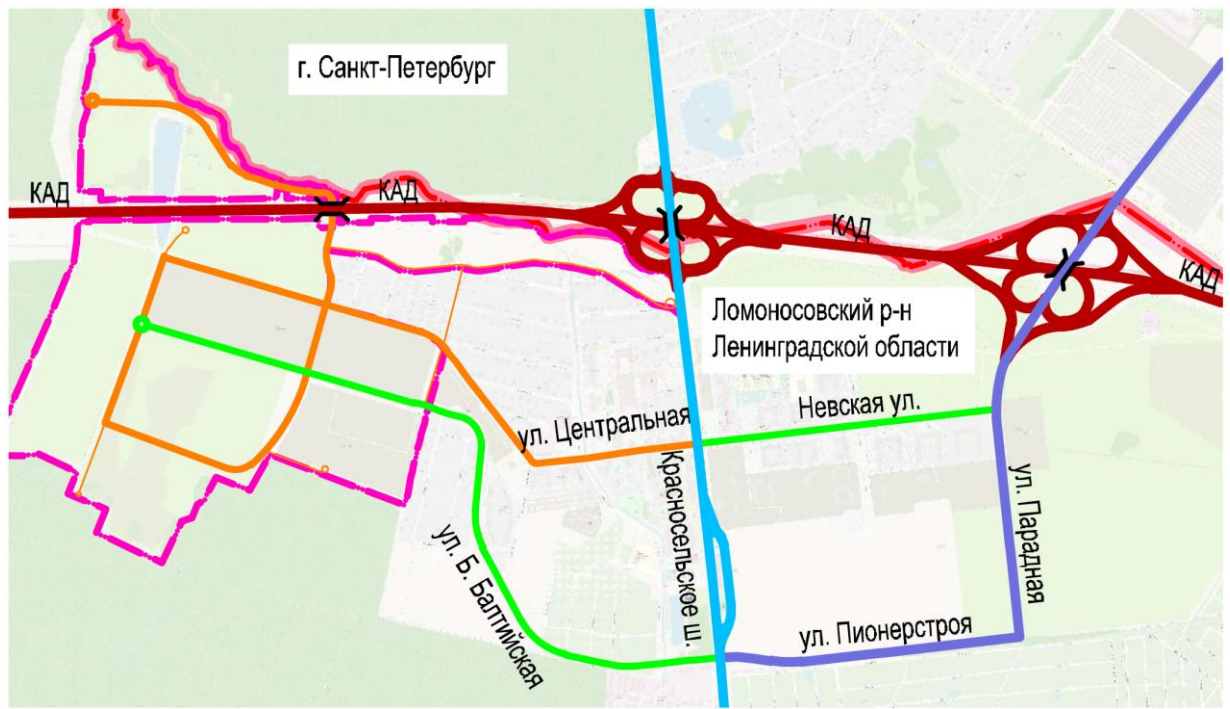 г. Санкт-Петербург
КАД
КАД
КАД
КАД
Ломоносовский р-н
Ленинградской области
ул. Центральная
Невская ул.
Красносельское ш.
ул. Парадная
ул. Б. Балтийская
ул. Пионерстроя